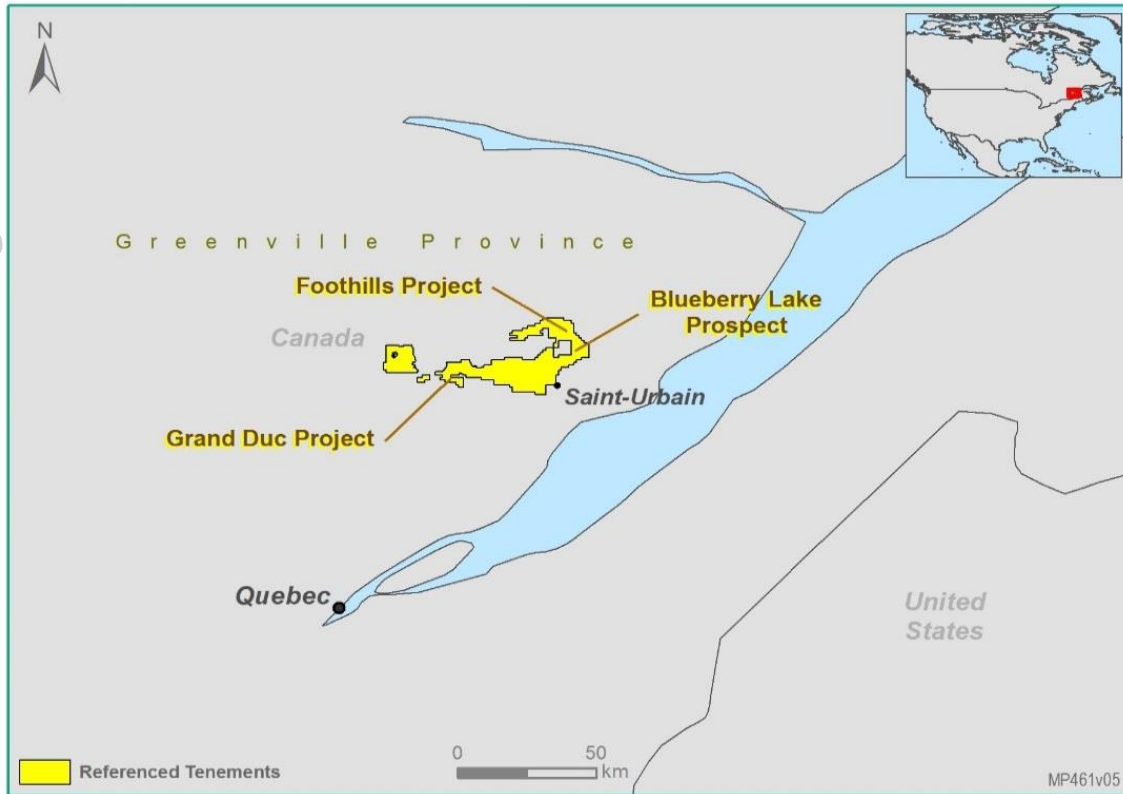 N
Greenville Province
Foothills Project
Blueberry Lake
Prospect
Canada
Saint-Urbain
Grand Duc Project
Quebec
United
States
0 50
km
Referenced Tenements
MP461v05